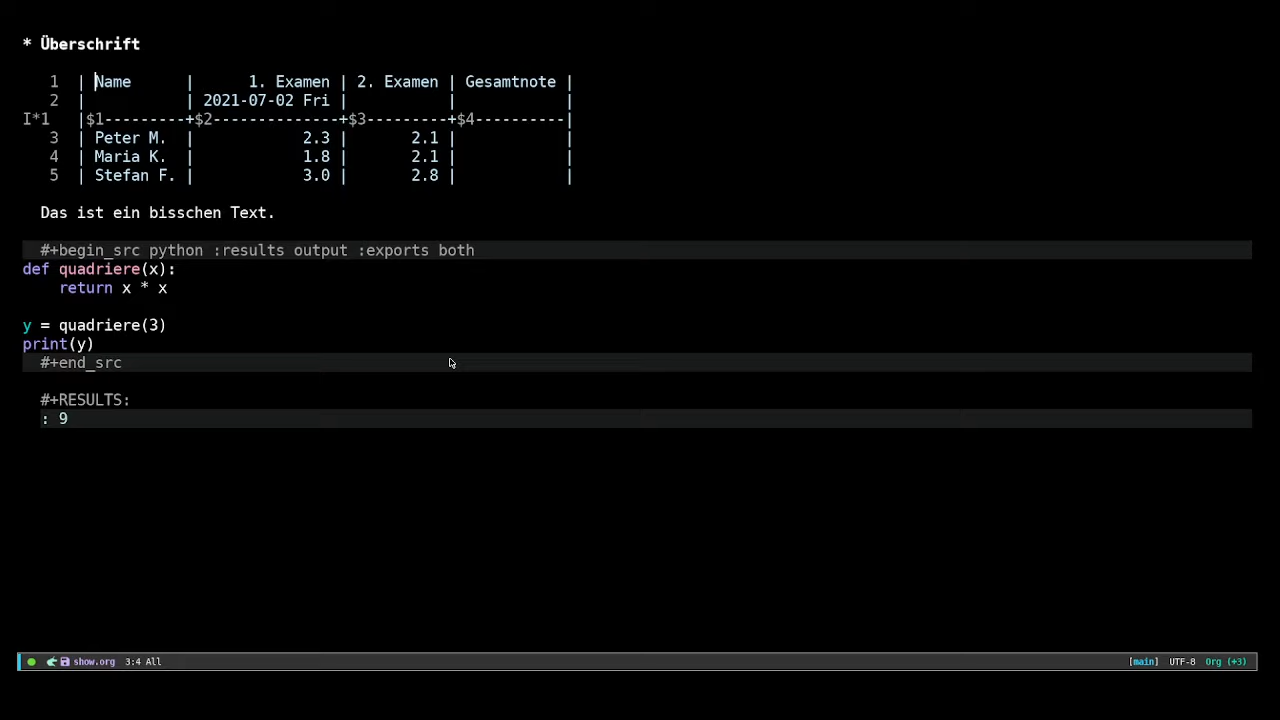 * Überschrift
1 | Name | 1. Examen | 2. Examen | Gesamtnote |
2 | | 2021-07-02 Fri | | |
I*1 |$1---------+$2--------------+$3---------+$4----------|
3 | Peter M. | 2.3 | 2.1 | |
4 | Maria K. | 1.8 | 2.1 | |
5 | Stefan F. | 3.0 | 2.8 | |
Das ist ein bisschen Text.
#+begin_src python :results output :exports both
def quadriere(x):
    return x * x
y = quadriere(3)
print(y)
#+end_src
#+RESULTS:
: 9
show.org 3:4 All [main] UTF-8 Org (+3)